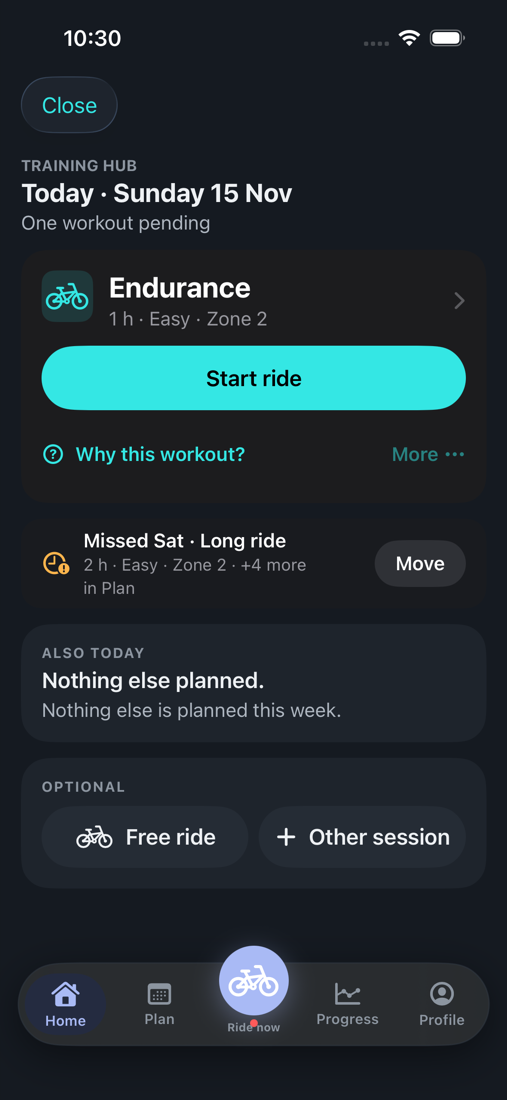 10:30
Close
TRAINING HUB
Today · Sunday 15 Nov
One workout pending
Endurance
1 h · Easy · Zone 2
Start ride
Why this workout?
More ···
Missed Sat · Long ride
2 h · Easy · Zone 2 · +4 more
in Plan
Move
ALSO TODAY
Nothing else planned.
Nothing else is planned this week.
OPTIONAL
Free ride
+ Other session
Home
Plan
Ride now
Progress
Profile